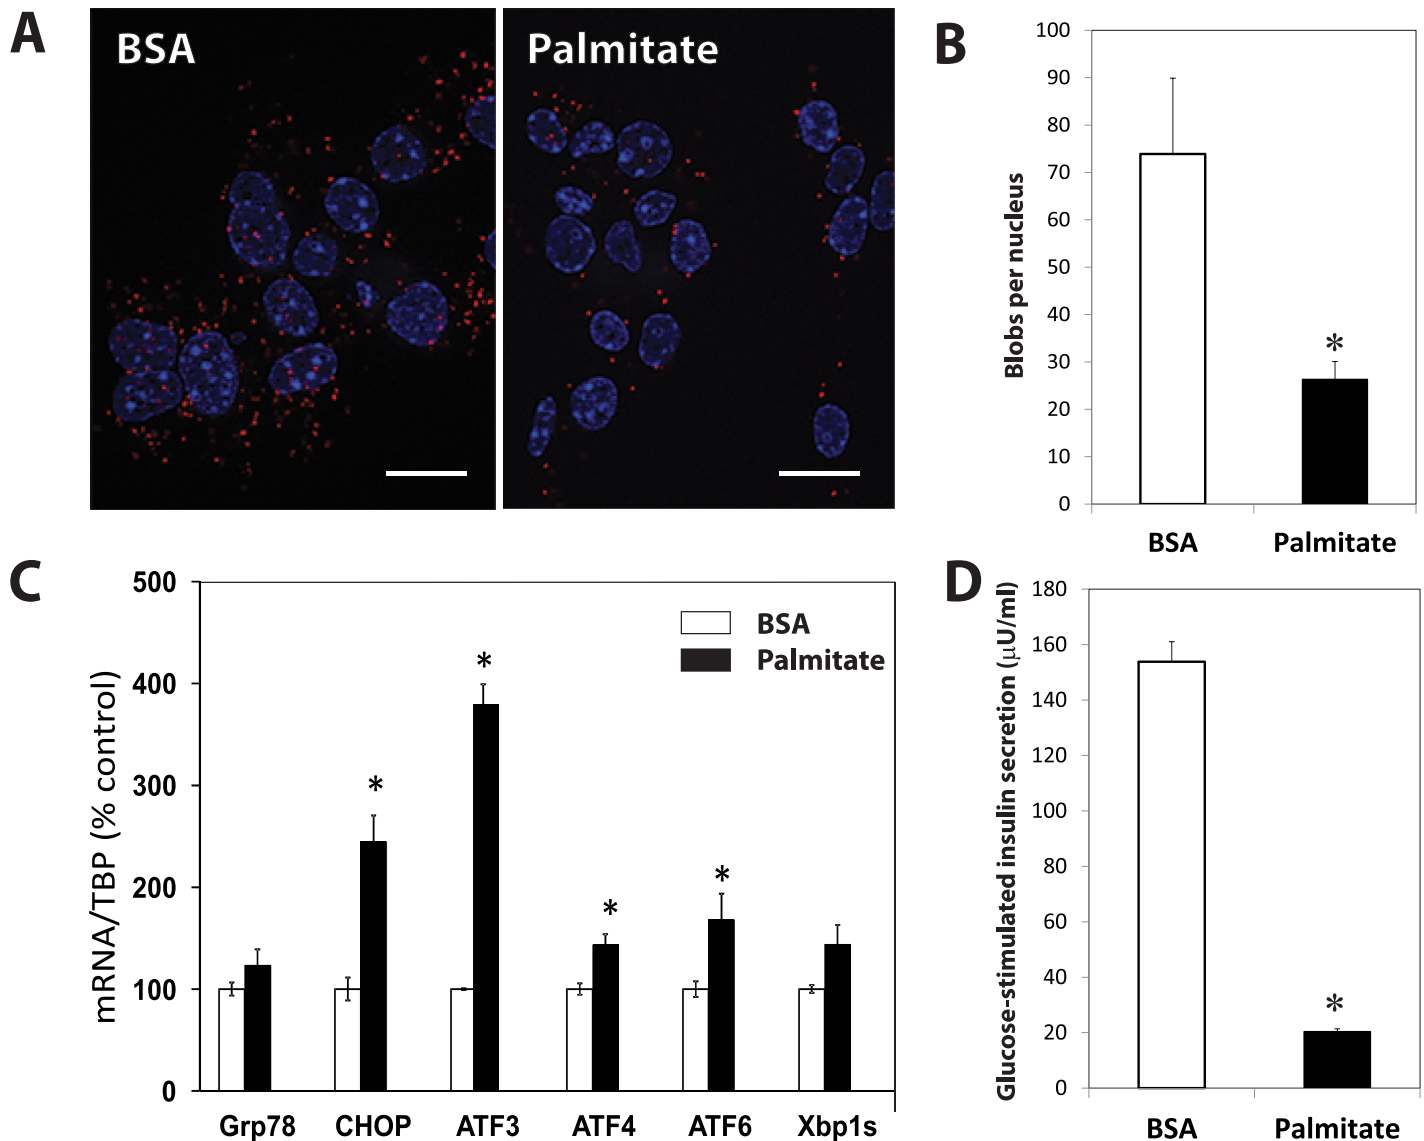 A
BSA
Palmitate
B
Blobs per nucleus
100
90
80
70
60
50
40
30
20
10
0
*
BSA
Palmitate
C
mRNA/TBP (% control)
500
400
300
200
100
0
BSA
Palmitate
*
*
*
*
Grp78
CHOP
ATF3
ATF4
ATF6
Xbp1s
D
Glucose-stimulated insulin secretion (μU/ml)
180
160
140
120
100
80
60
40
20
0
*
BSA
Palmitate